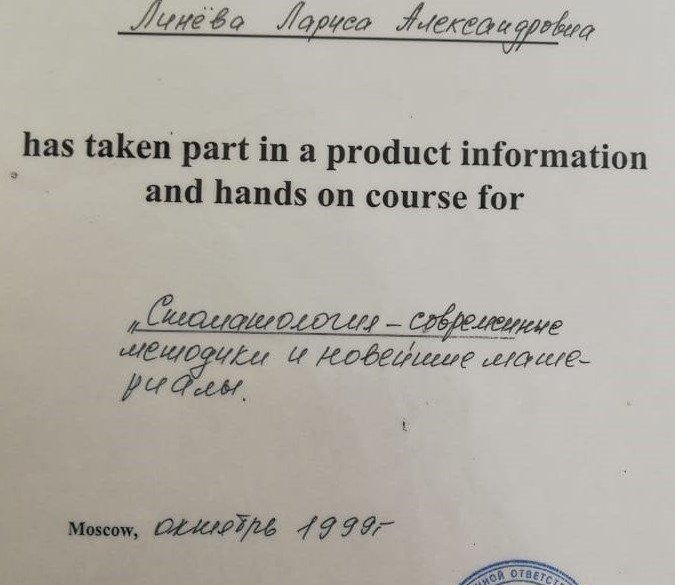 Линёва Лариса Александровна
has taken part in a product information
and hands on course for
„Стоматология – современные
методики и новейшие мате-
риалы.
Moscow, октябрь 1999г
ОТВЕТСТ